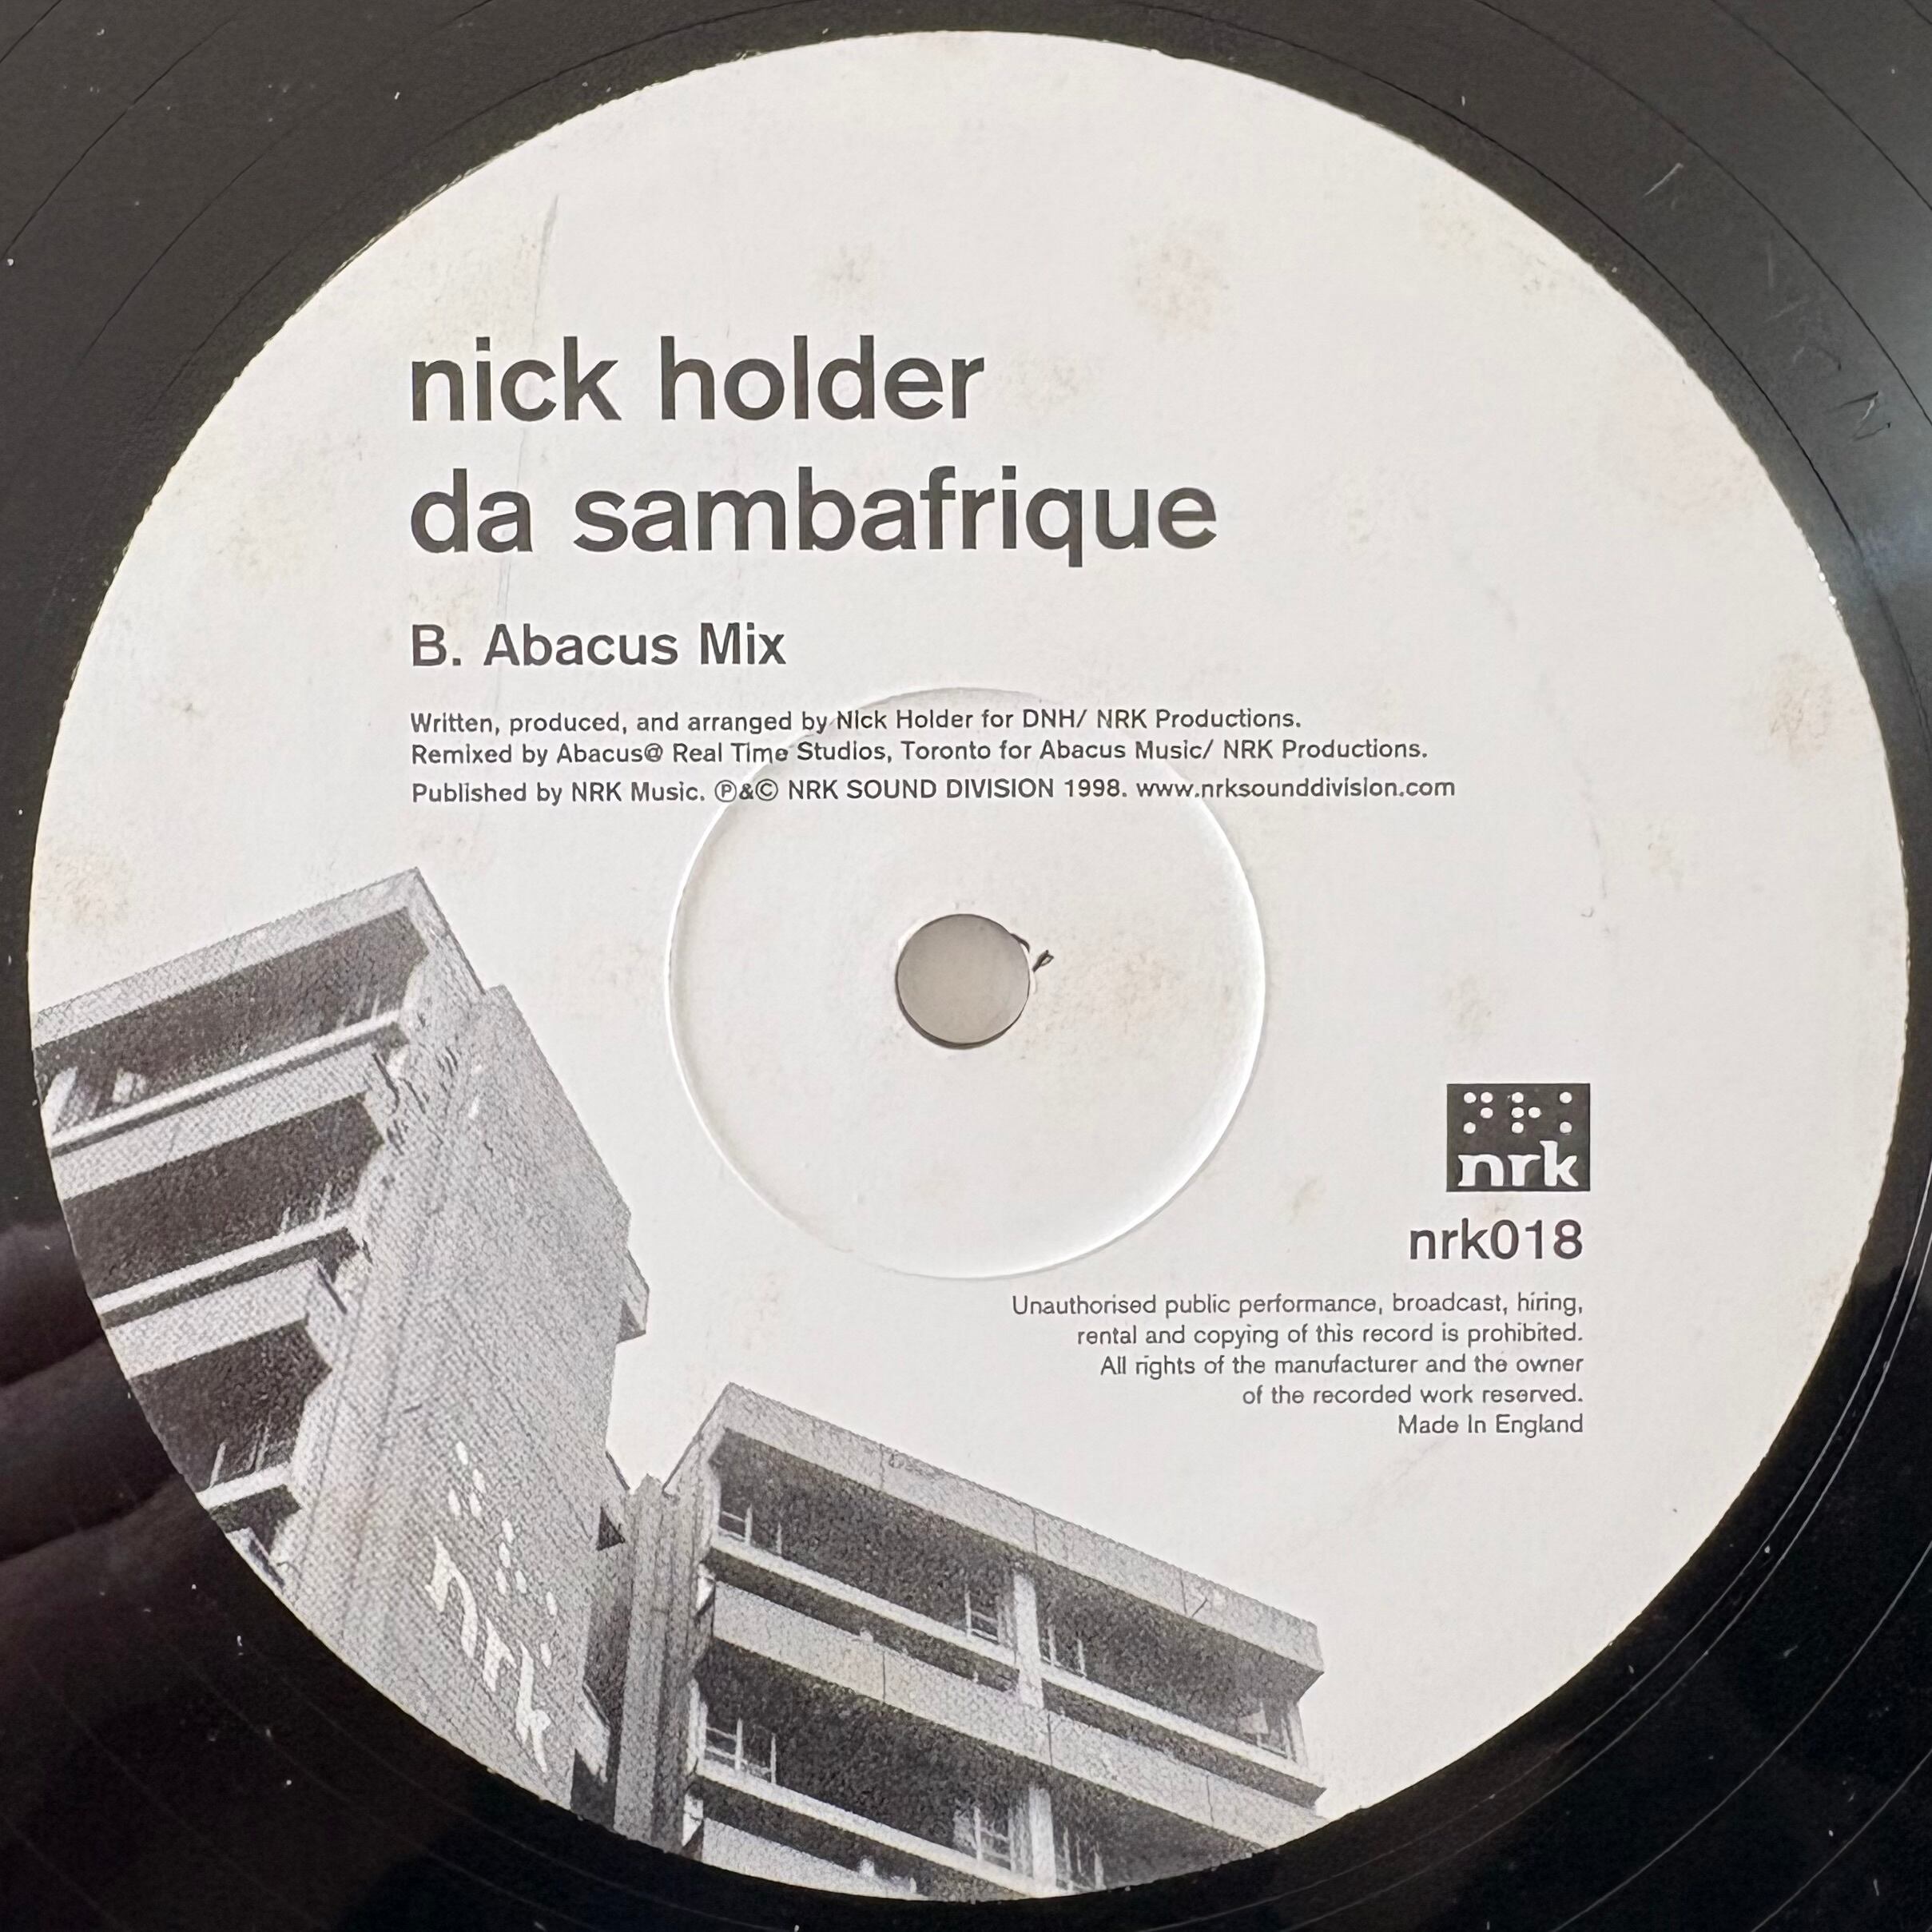 nick holder
da sambafrique
B. Abacus Mix
Written, produced, and arranged by NIck Holder for DNH/ NRK Productions.
Remixed by Abacus@ Real Time Studios, Toronto for Abacus Music/ NRK Productions.
Published by NRK Music. ℗&© NRK SOUND DIVISION 1998. www.nrksounddivision.com
nrk
nrk018
Unauthorised public performance, broadcast, hiring,
rental and copying of this record is prohibited.
All rights of the manufacturer and the owner
of the recorded work reserved.
Made In England
nrk